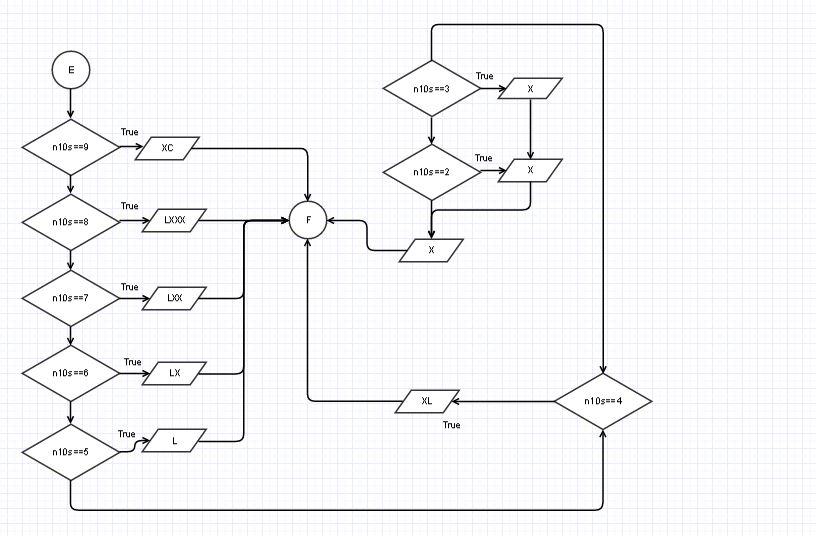 E
n10s==9
True
XC
n10s==8
True
LXXX
n10s==7
True
LXX
n10s==6
True
LX
n10s==5
True
L
F
n10s==3
True
X
n10s==2
True
X
X
n10s==4
XL
True